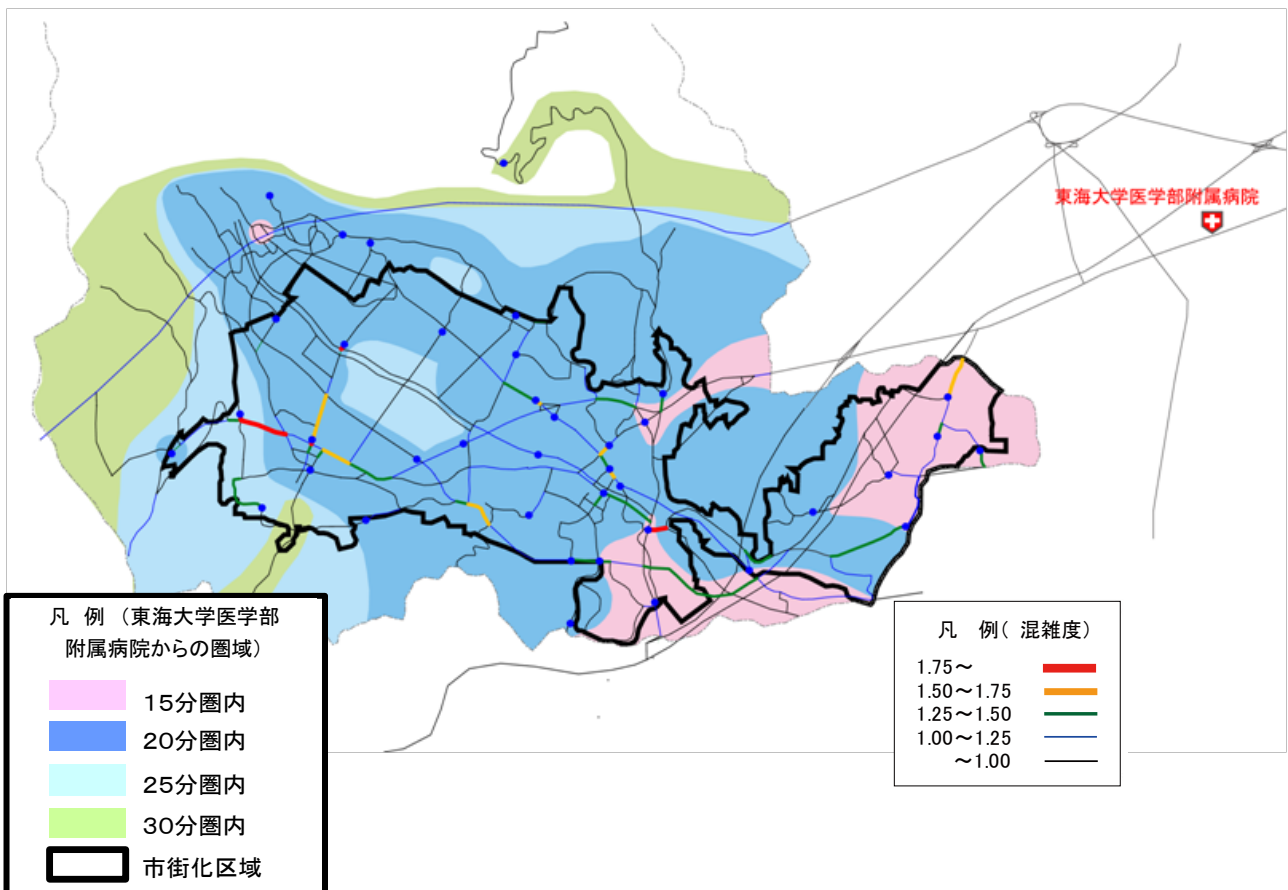 東海大学医学部附属病院
凡 例 （東海大学医学部
附属病院からの圏域）
15分圏内
20分圏内
25分圏内
30分圏内
市街化区域
凡 例（ 混雑度）
1.75～
1.50～1.75
1.25～1.50
1.00～1.25
～1.00